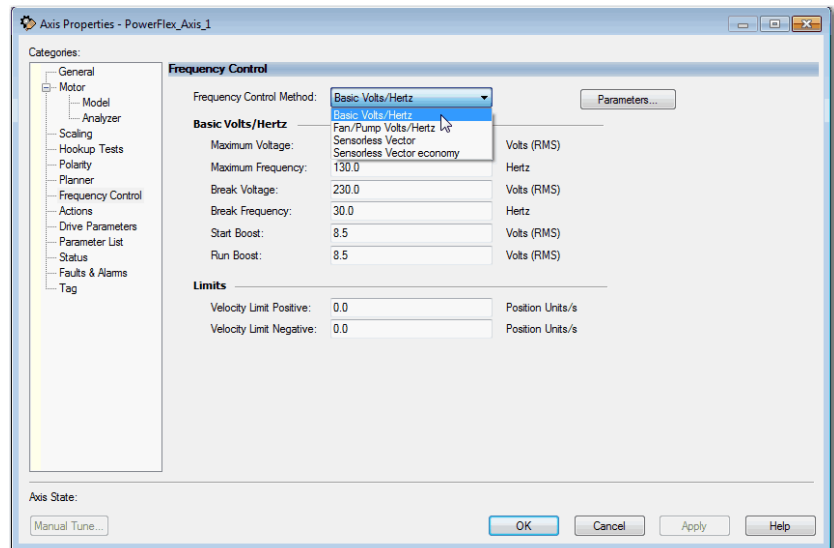 Axis Properties - PowerFlex_Axis_1
Categories:
General
Motor
Model
Analyzer
Scaling
Hookup Tests
Polarity
Planner
Frequency Control
Actions
Drive Parameters
Parameter List
Status
Faults & Alarms
Tag
Frequency Control
Frequency Control Method: Basic Volts/Hertz Parameters...
Basic Volts/Hertz
Fan/Pump Volts/Hertz
Sensorless Vector
Sensorless Vector economy
Basic Volts/Hertz
Maximum Voltage: Volts (RMS)
Maximum Frequency: 130.0 Hertz
Break Voltage: 230.0 Volts (RMS)
Break Frequency: 30.0 Hertz
Start Boost: 8.5 Volts (RMS)
Run Boost: 8.5 Volts (RMS)
Limits
Velocity Limit Positive: 0.0 Position Units/s
Velocity Limit Negative: 0.0 Position Units/s
Axis State:
Manual Tune... OK Cancel Apply Help